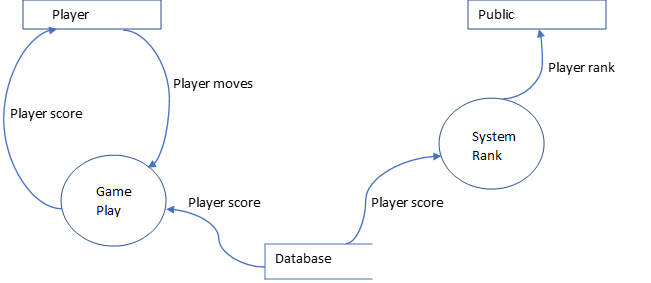 Player
Public
Player moves
Player rank
Player score
System
Rank
Game
Play
Player score
Player score
Database